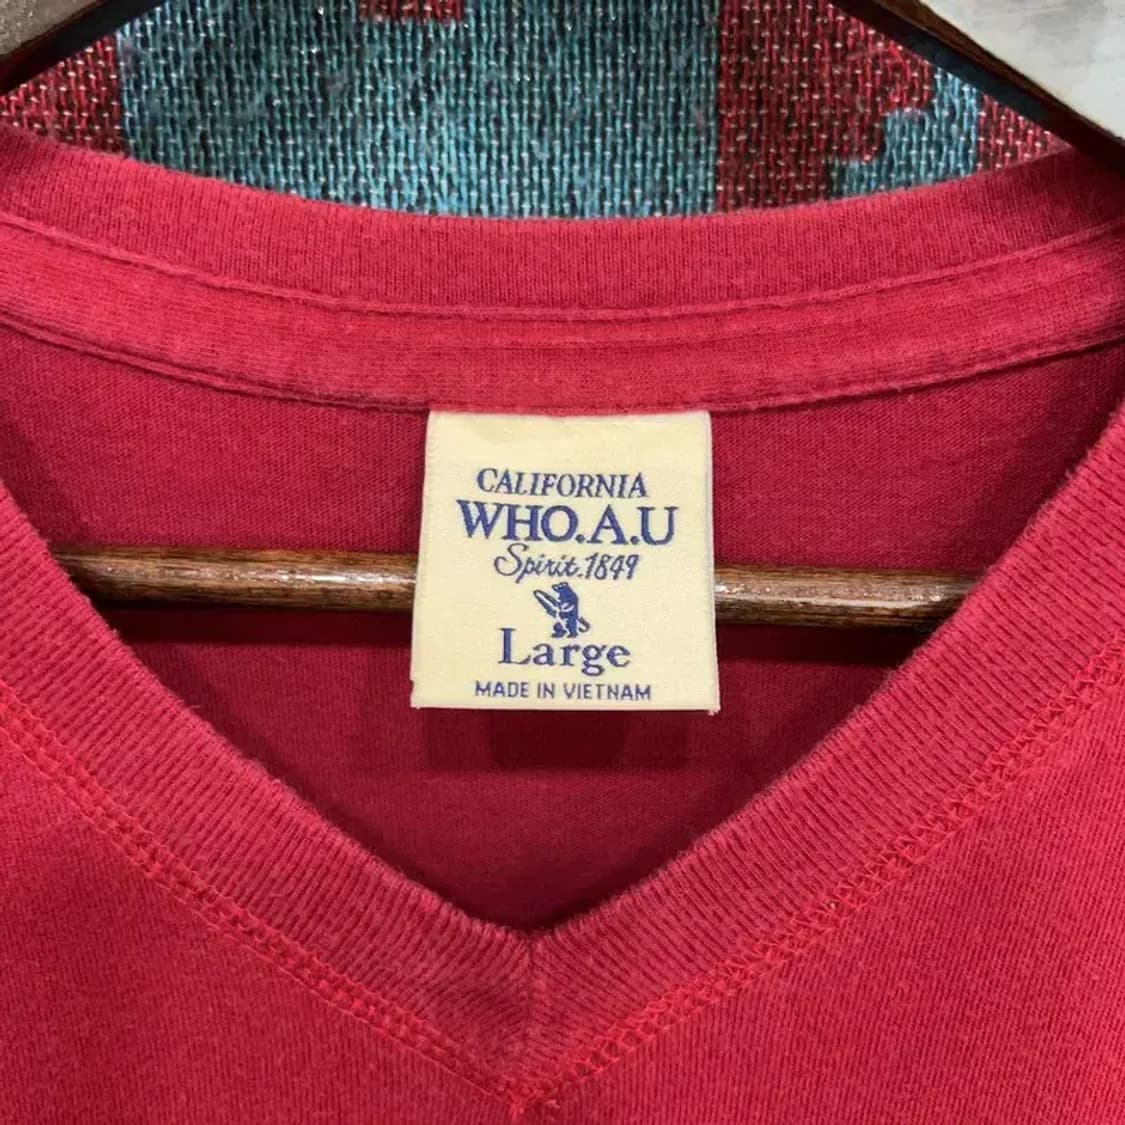 CALIFORNIA
WHO.A.U
Spirit.1849
Large
MADE IN VIETNAM